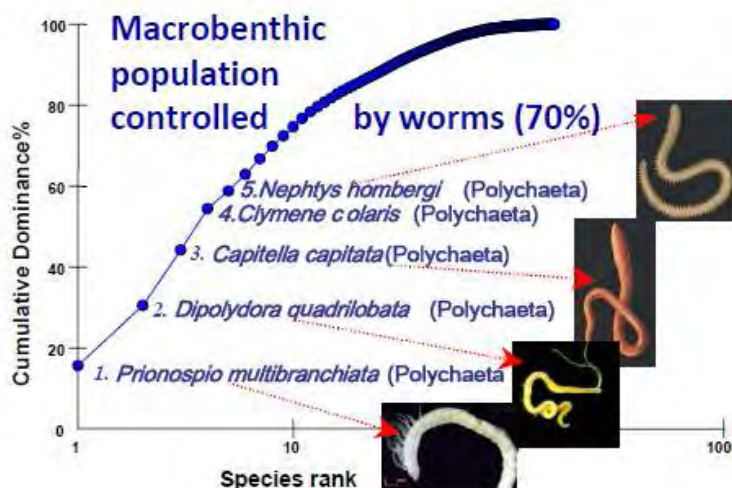 Macrobenthic
population
controlled by worms (70%)
Cumulative Dominance%
100
80
60
40
20
0
5.Nephtys hombergi (Polychaeta)
4.Clymene colaris (Polychaeta)
3. Capitella capitata(Polychaeta)
2. Dipolydora quadrilobata (Polychaeta)
1. Prionospio multibranchiata (Polychaeta
1
10
100
Species rank